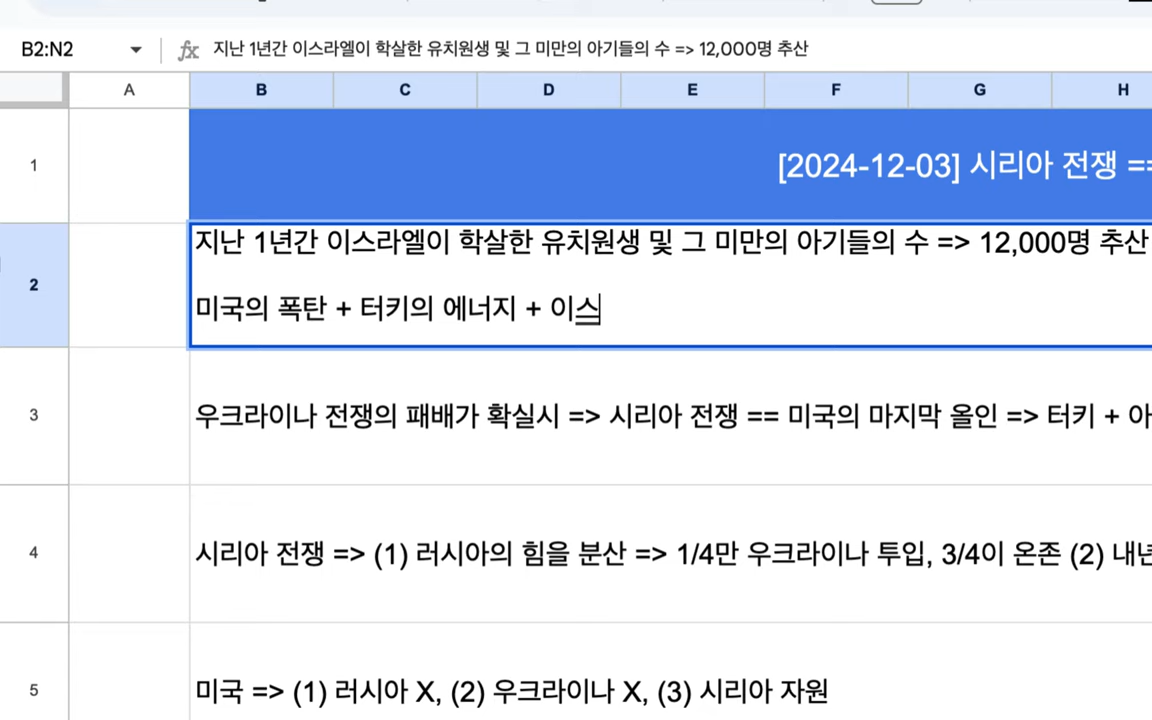 B2:N2
fx 지난 1년간 이스라엘이 학살한 유치원생 및 그 미만의 아기들의 수 => 12,000명 추산
A B C D E F G H
1 [2024-12-03] 시리아 전쟁 ==
2 지난 1년간 이스라엘이 학살한 유치원생 및 그 미만의 아기들의 수 => 12,000명 추산
미국의 폭탄 + 터키의 에너지 + 이스
3 우크라이나 전쟁의 패배가 확실시 => 시리아 전쟁 == 미국의 마지막 올인 => 터키 + 아
4 시리아 전쟁 => (1) 러시아의 힘을 분산 => 1/4만 우크라이나 투입, 3/4이 온존 (2) 내년
5 미국 => (1) 러시아 X, (2) 우크라이나 X, (3) 시리아 자원